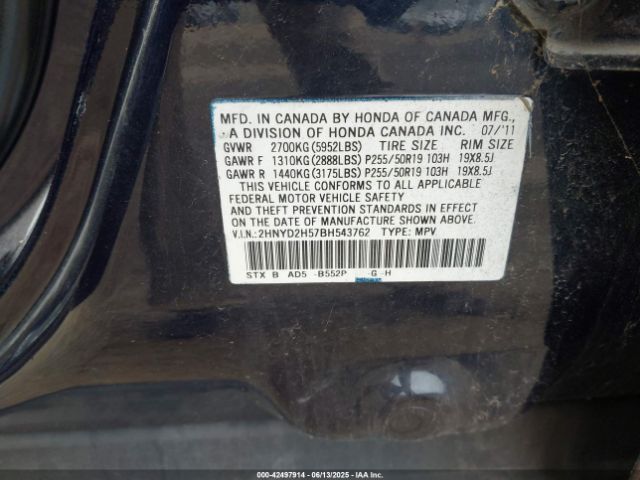 MFD. IN CANADA BY HONDA OF CANADA MFG.,
A DIVISION OF HONDA CANADA INC. 07/'11
GVWR 2700KG (5952LBS) TIRE SIZE RIM SIZE
GAWR F 1310KG (2888LBS) P255/50R19 103H 19X8.5J
GAWR R 1440KG (3175LBS) P255/50R19 103H 19X8.5J
THIS VEHICLE CONFORMS TO ALL APPLICABLE
FEDERAL MOTOR VEHICLE SAFETY
AND THEFT PREVENTION STANDARDS IN EFFECT
ON THE DATE OF MANUFACTURE SHOWN ABOVE.
V.I.N.: 2HNYD2H57BH543762 TYPE: MPV
STX B AD5 -B552P -G -H
000-42497914 - 06/13/2025 - IAAI.com